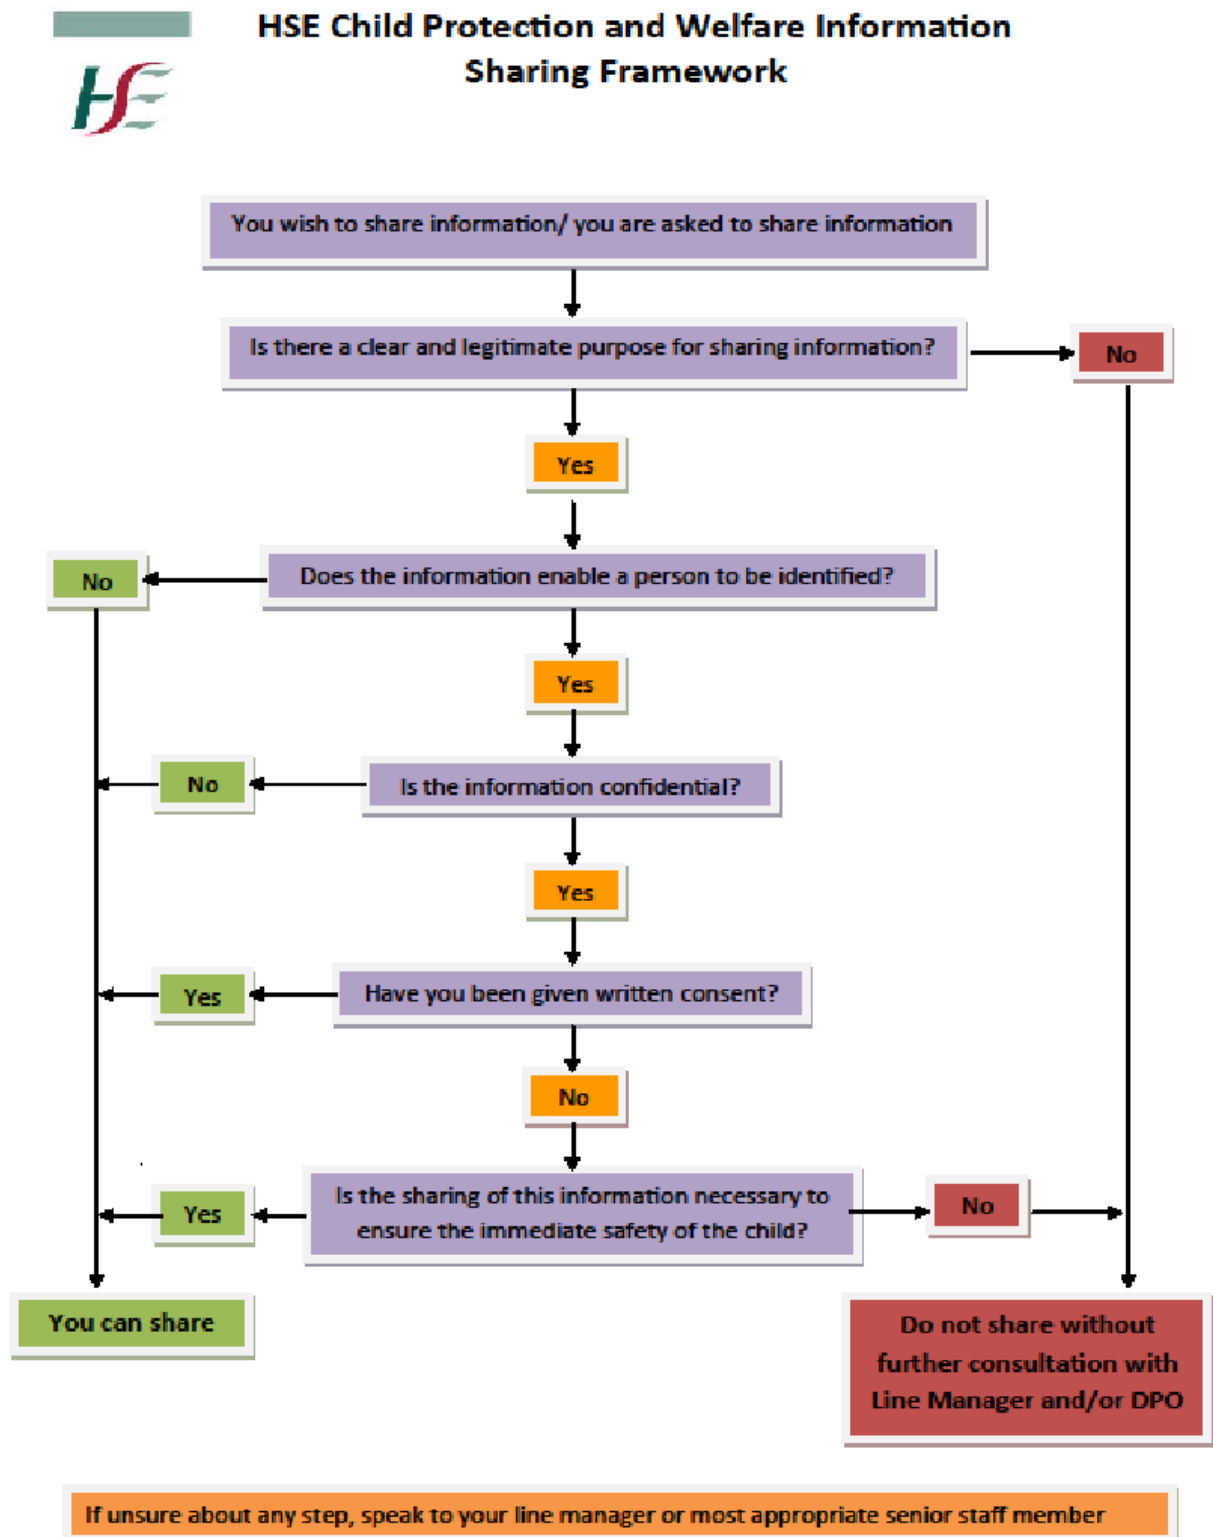 HSE Child Protection and Welfare Information
Sharing Framework
HSE
You wish to share information/ you are asked to share information
Is there a clear and legitimate purpose for sharing information?
No
Yes
Does the information enable a person to be identified?
No
Yes
Is the information confidential?
No
Yes
Have you been given written consent?
Yes
No
Is the sharing of this information necessary to
ensure the immediate safety of the child?
Yes
No
You can share
Do not share without
further consultation with
Line Manager and/or DPO
If unsure about any step, speak to your line manager or most appropriate senior staff member